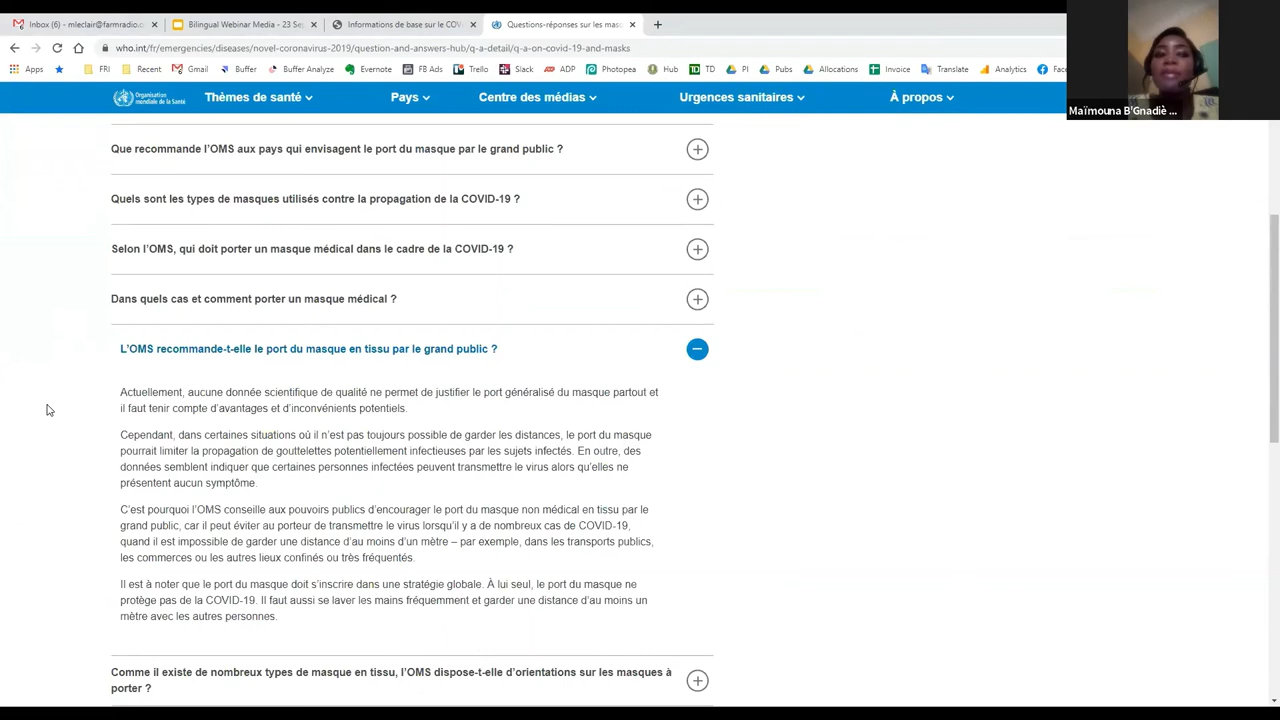 Inbox (6) - mleclair@farmradio.o
Bilingual Webinar Media - 23 Se
Informations de base sur le COV
Questions-réponses sur les mas
who.int/fr/emergencies/diseases/novel-coronavirus-2019/question-and-answers-hub/q-a-detail/q-a-on-covid-19-and-masks
Apps FRI Recent Gmail Buffer Buffer Analyze Evernote FB Ads Trello Slack ADP Photopea Hub TD PI Pubs Allocations Invoice Translate Analytics Fac
Maïmouna B'Gnadiè ...
Organisation
mondiale de la Santé
Thèmes de santé Pays Centre des médias Urgences sanitaires À propos
Que recommande l’OMS aux pays qui envisagent le port du masque par le grand public ?
Quels sont les types de masques utilisés contre la propagation de la COVID-19 ?
Selon l’OMS, qui doit porter un masque médical dans le cadre de la COVID-19 ?
Dans quels cas et comment porter un masque médical ?
L’OMS recommande-t-elle le port du masque en tissu par le grand public ?
Actuellement, aucune donnée scientifique de qualité ne permet de justifier le port généralisé du masque partout et
il faut tenir compte d’avantages et d’inconvénients potentiels.
Cependant, dans certaines situations où il n’est pas toujours possible de garder les distances, le port du masque
pourrait limiter la propagation de gouttelettes potentiellement infectieuses par les sujets infectés. En outre, des
données semblent indiquer que certaines personnes infectées peuvent transmettre le virus alors qu’elles ne
présentent aucun symptôme.
C’est pourquoi l’OMS conseille aux pouvoirs publics d’encourager le port du masque non médical en tissu par le
grand public, car il peut éviter au porteur de transmettre le virus lorsqu’il y a de nombreux cas de COVID-19,
quand il est impossible de garder une distance d’au moins d’un mètre – par exemple, dans les transports publics,
les commerces ou les autres lieux confinés ou très fréquentés.
Il est à noter que le port du masque doit s’inscrire dans une stratégie globale. À lui seul, le port du masque ne
protège pas de la COVID-19. Il faut aussi se laver les mains fréquemment et garder une distance d’au moins un
mètre avec les autres personnes.
Comme il existe de nombreux types de masque en tissu, l’OMS dispose-t-elle d’orientations sur les masques à
porter ?